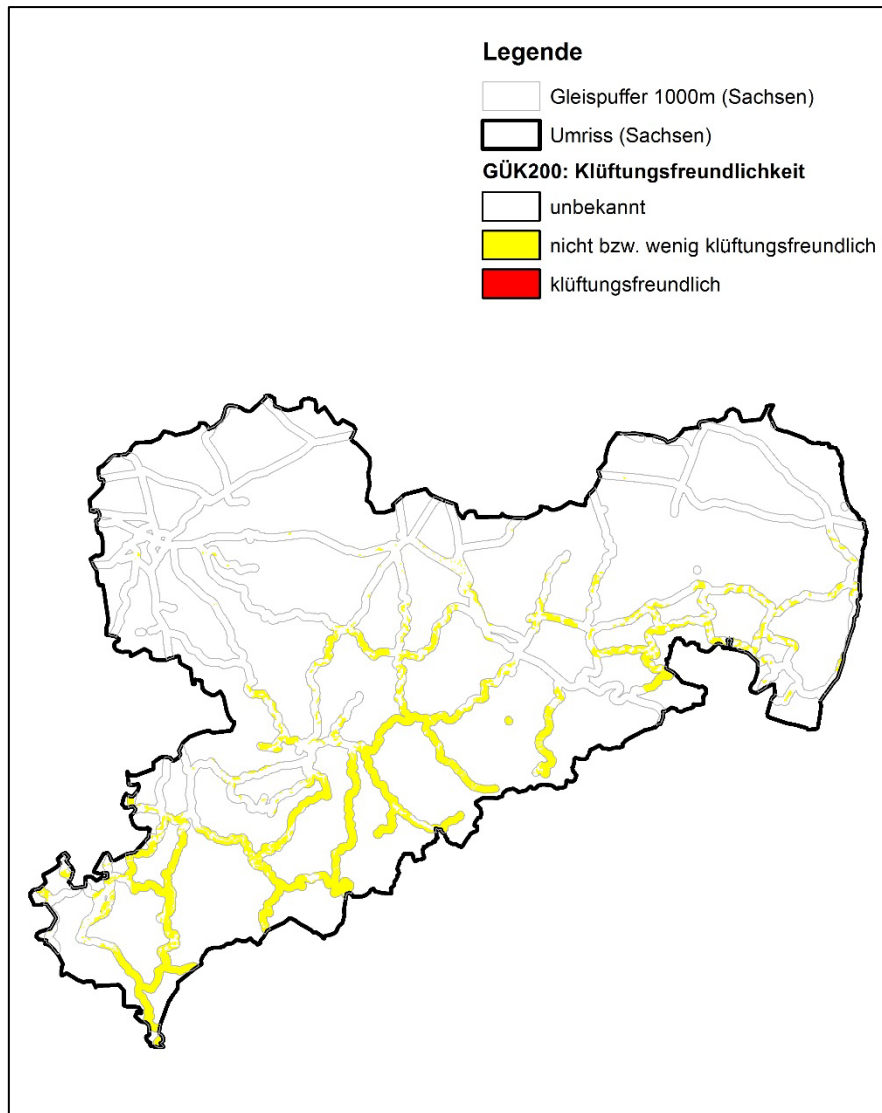 Legende
Gleispuffer 1000m (Sachsen)
Umriss (Sachsen)
GÜK200: Klüftungsfreundlichkeit
unbekannt
nicht bzw. wenig klüftungsfreundlich
klüftungsfreundlich